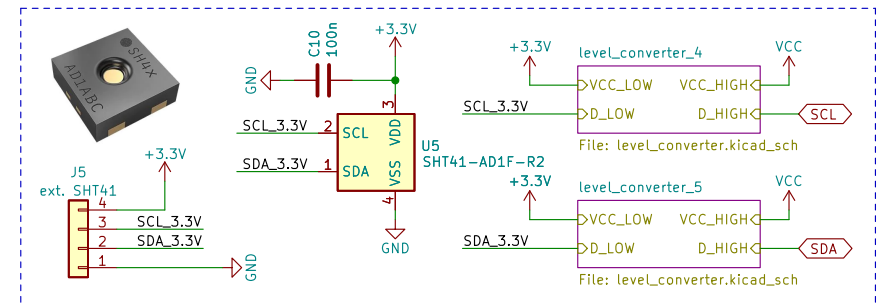 SH4x
AD1ABC
J5
ext. SHT41
+3.3V
4
3
SCL_3.3V
2
SDA_3.3V
1
GND
C10
100n
+3.3V
GND
3
SCL_3.3V
2
SCL
VDD
SDA_3.3V
1
SDA
VSS
U5
SHT41-AD1F-R2
4
GND
+3.3V
level_converter_4
VCC
VCC_LOW
VCC_HIGH
SCL_3.3V
D_LOW
D_HIGH
SCL
File: level_converter.kicad_sch
+3.3V
level_converter_5
VCC
VCC_LOW
VCC_HIGH
SDA_3.3V
D_LOW
D_HIGH
SDA
File: level_converter.kicad_sch